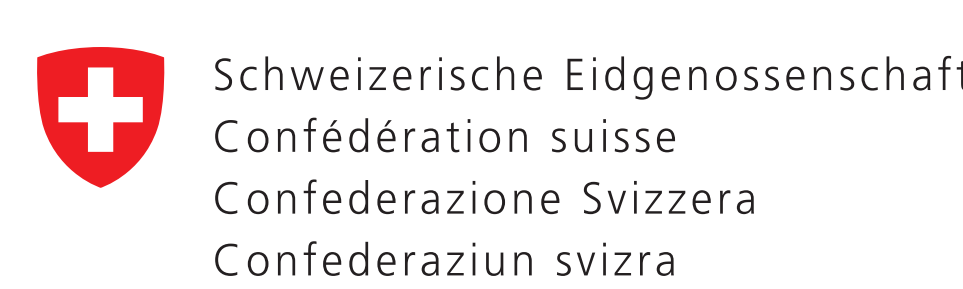 Schweizerische Eidgenossenschaft
Confédération suisse
Confederazione Svizzera
Confederaziun svizra